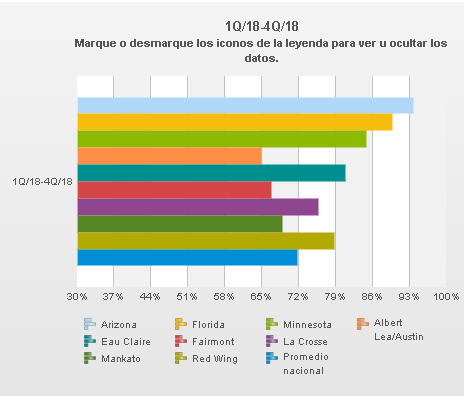 1Q/18-4Q/18
Marque o desmarque los iconos de la leyenda para ver u ocultar los
datos.
1Q/18-4Q/18
30% 37% 44% 51% 58% 65% 72% 79% 86% 93% 100%
Arizona Florida Minnesota Albert
Lea/Austin
Eau Claire Fairmont La Crosse
Mankato Red Wing Promedio
nacional